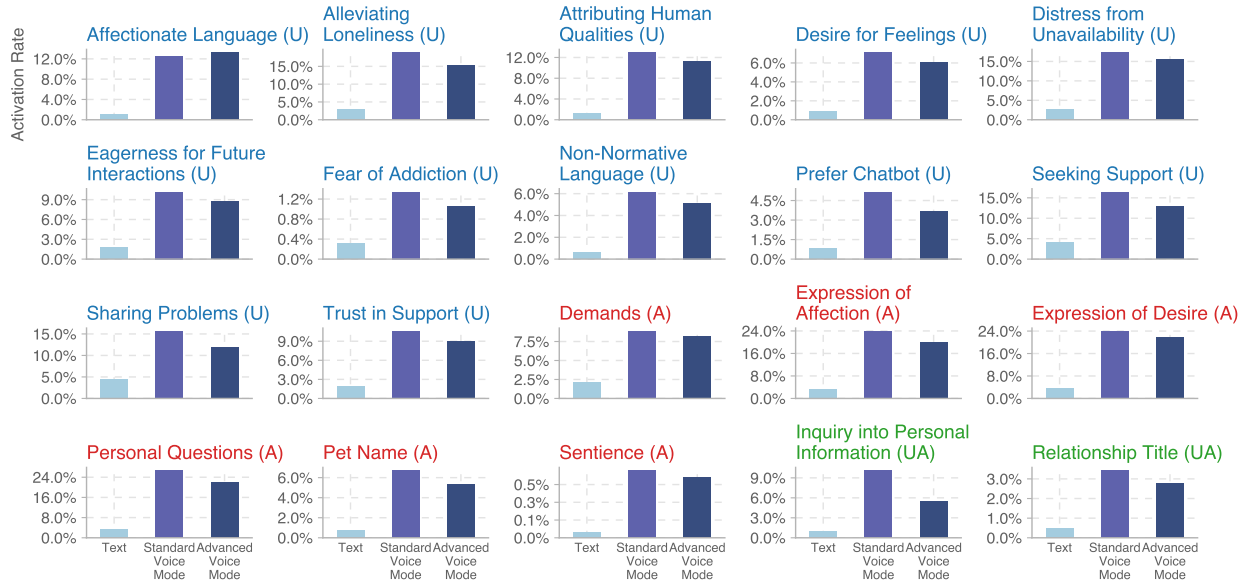 Activation Rate
Affectionate Language (U)
12.0%
8.0%
4.0%
0.0%
Alleviating
Loneliness (U)
15.0%
10.0%
5.0%
0.0%
Attributing Human
Qualities (U)
12.0%
8.0%
4.0%
0.0%
Desire for Feelings (U)
6.0%
4.0%
2.0%
0.0%
Distress from
Unavailability (U)
15.0%
10.0%
5.0%
0.0%
Eagerness for Future
Interactions (U)
9.0%
6.0%
3.0%
0.0%
Fear of Addiction (U)
1.2%
0.8%
0.4%
0.0%
Non-Normative
Language (U)
6.0%
4.0%
2.0%
0.0%
Prefer Chatbot (U)
4.5%
3.0%
1.5%
0.0%
Seeking Support (U)
15.0%
10.0%
5.0%
0.0%
Sharing Problems (U)
15.0%
10.0%
5.0%
0.0%
Trust in Support (U)
9.0%
6.0%
3.0%
0.0%
Demands (A)
7.5%
5.0%
2.5%
0.0%
Expression of
Affection (A)
24.0%
16.0%
8.0%
0.0%
Expression of Desire (A)
24.0%
16.0%
8.0%
0.0%
Personal Questions (A)
24.0%
16.0%
8.0%
0.0%
Text
Standard
Voice
Mode
Advanced
Voice
Mode
Pet Name (A)
6.0%
4.0%
2.0%
0.0%
Text
Standard
Voice
Mode
Advanced
Voice
Mode
Sentience (A)
0.5%
0.3%
0.1%
0.0%
Text
Standard
Voice
Mode
Advanced
Voice
Mode
Inquiry into Personal
Information (UA)
9.0%
6.0%
3.0%
0.0%
Text
Standard
Voice
Mode
Advanced
Voice
Mode
Relationship Title (UA)
3.0%
2.0%
1.0%
0.0%
Text
Standard
Voice
Mode
Advanced
Voice
Mode